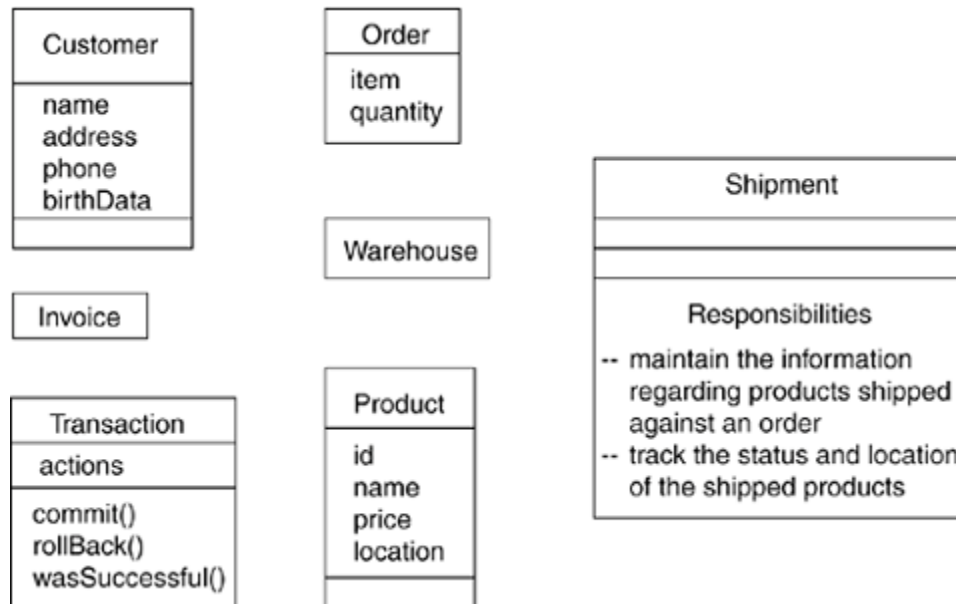 Customer
name
address
phone
birthData
Order
item
quantity
Warehouse
Invoice
Transaction
actions
commit()
rollBack()
wasSuccessful()
Product
id
name
price
location
Shipment
Responsibilities
-- maintain the information
regarding products shipped
against an order
-- track the status and location
of the shipped products